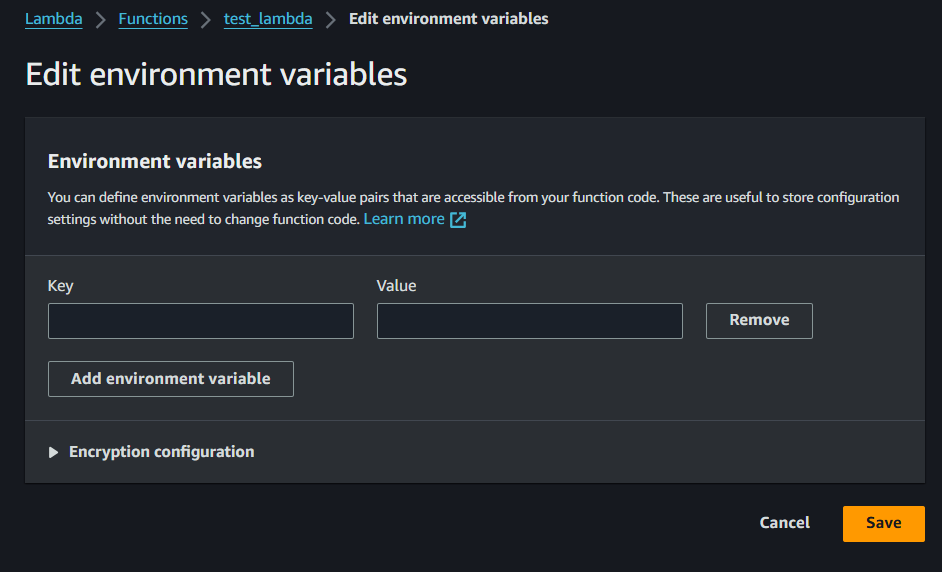 Lambda Functions test_lambda Edit environment variables
Edit environment variables
Environment variables
You can define environment variables as key-value pairs that are accessible from your function code. These are useful to store configuration
settings without the need to change function code. Learn more
Key Value
Remove
Add environment variable
Encryption configuration
Cancel Save